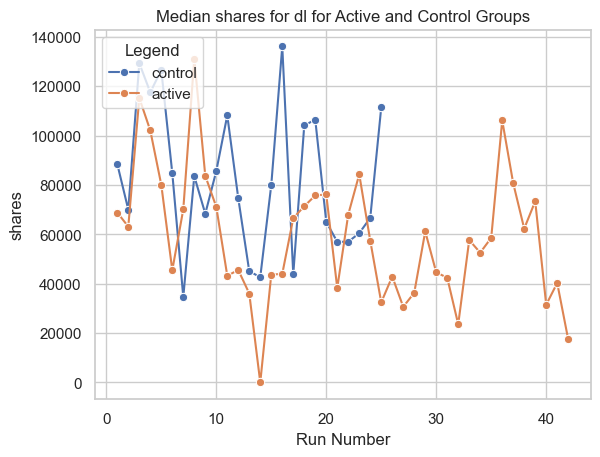 Median shares for dl for Active and Control Groups
140000
120000
100000
80000
60000
40000
20000
0
shares
Legend
control
active
0 10 20 30 40
Run Number